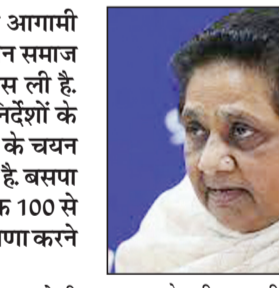 आगामी
न समाज
स ली है.
नेर्देशों के
के चयन
है. बसपा
क 100 से
णा करने